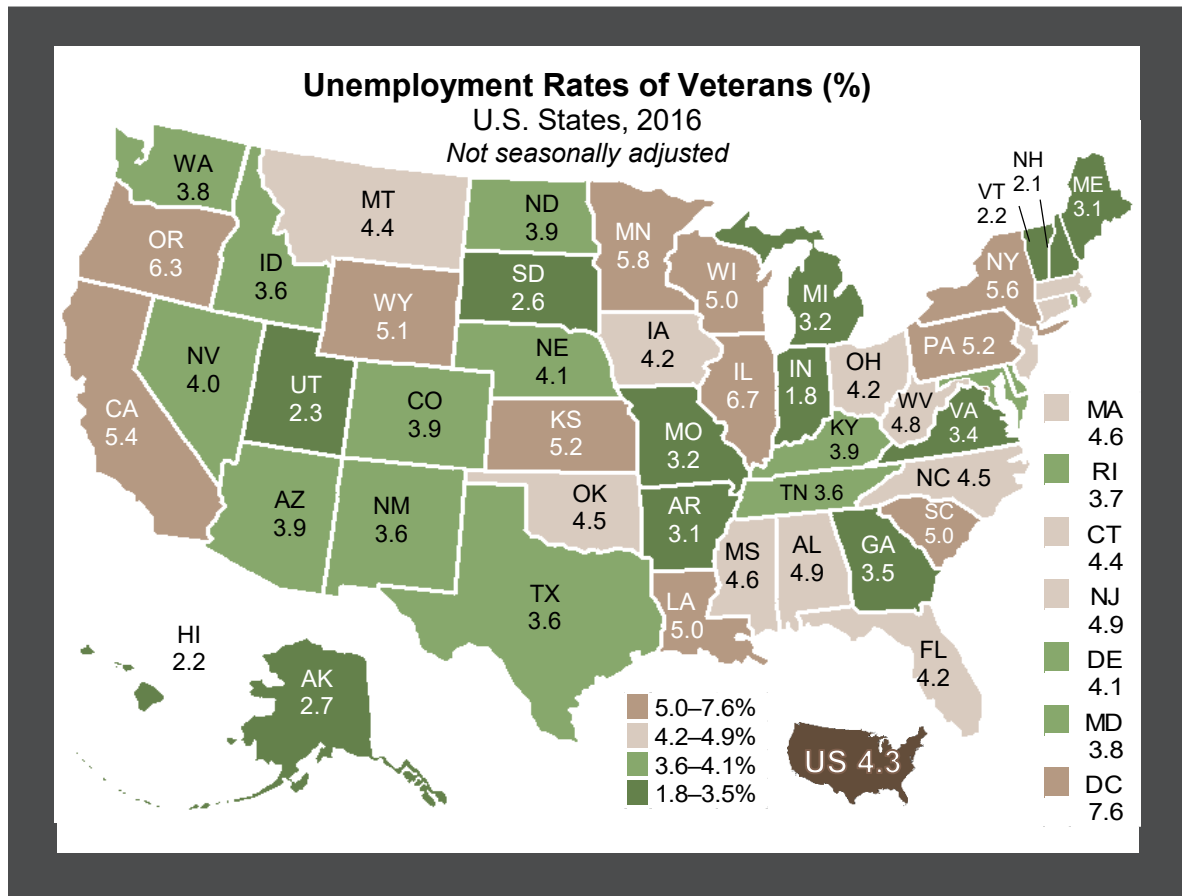 Unemployment Rates of Veterans (%)
U.S. States, 2016
Not seasonally adjusted
WA
3.8
MT
4.4
ND
3.9
MN
5.8
NH
2.1
VT
2.2
ME
3.1
OR
6.3
ID
3.6
WY
5.1
SD
2.6
WI
5.0
MI
3.2
NY
5.6
NV
4.0
UT
2.3
CO
3.9
NE
4.1
IA
4.2
IL
6.7
IN
1.8
OH
4.2
PA 5.2
CA
5.4
KS
5.2
MO
3.2
KY
3.9
WV
4.8
VA
3.4
AZ
3.9
NM
3.6
OK
4.5
AR
3.1
TN 3.6
NC 4.5
SC
5.0
TX
3.6
LA
5.0
MS
4.6
AL
4.9
GA
3.5
FL
4.2
HI
2.2
AK
2.7
MA
4.6
RI
3.7
CT
4.4
NJ
4.9
DE
4.1
MD
3.8
DC
7.6
5.0–7.6%
4.2–4.9%
3.6–4.1%
1.8–3.5%
US 4.3